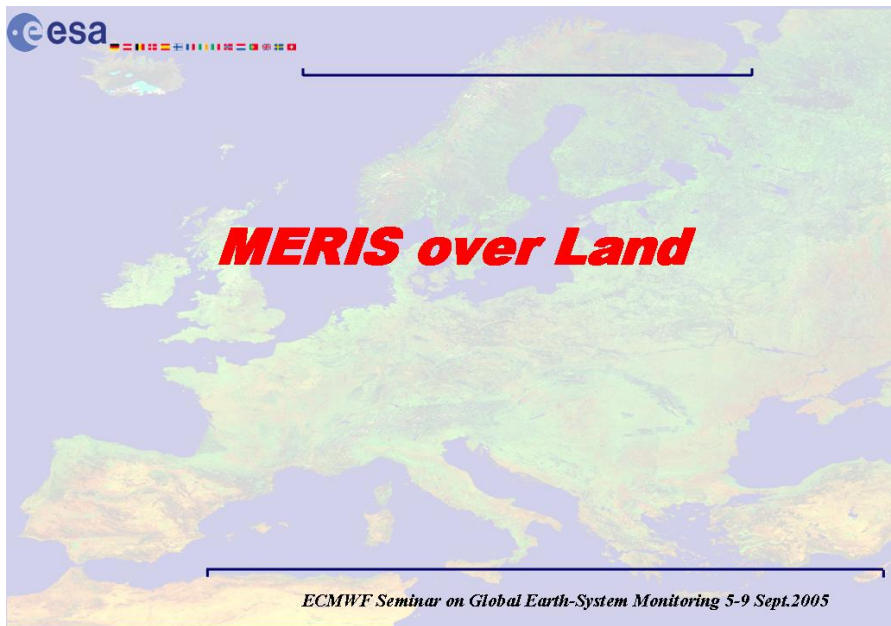 esa
MERIS over Land
ECMWF Seminar on Global Earth-System Monitoring 5-9 Sept.2005